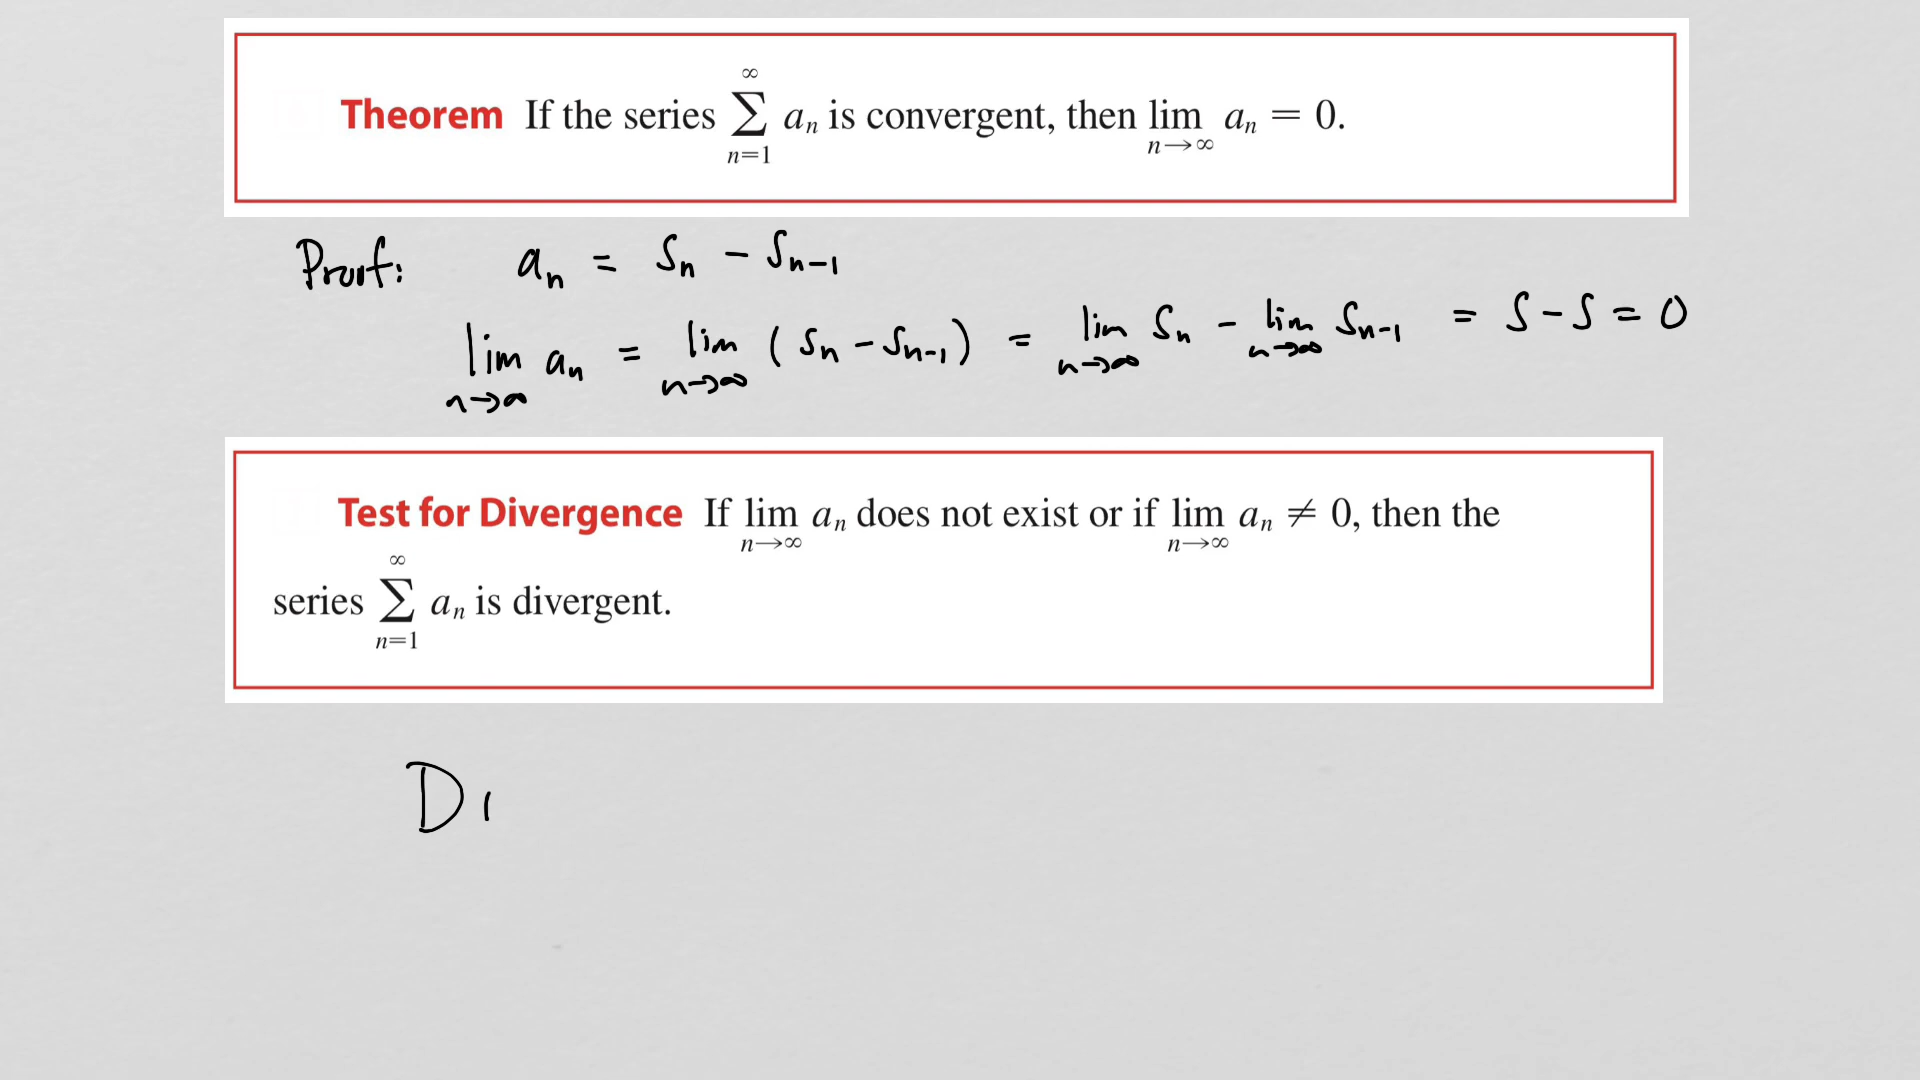 Theorem If the series ∑_{n=1}^{∞} a_n is convergent, then lim_{n→∞} a_n = 0.
Proof: a_n = S_n - S_{n-1}
lim_{n→∞} a_n = lim_{n→∞} (S_n - S_{n-1}) = lim_{n→∞} S_n - lim_{n→∞} S_{n-1} = S - S = 0
Test for Divergence If lim_{n→∞} a_n does not exist or if lim_{n→∞} a_n ≠ 0, then the
series ∑_{n=1}^{∞} a_n is divergent.
Di